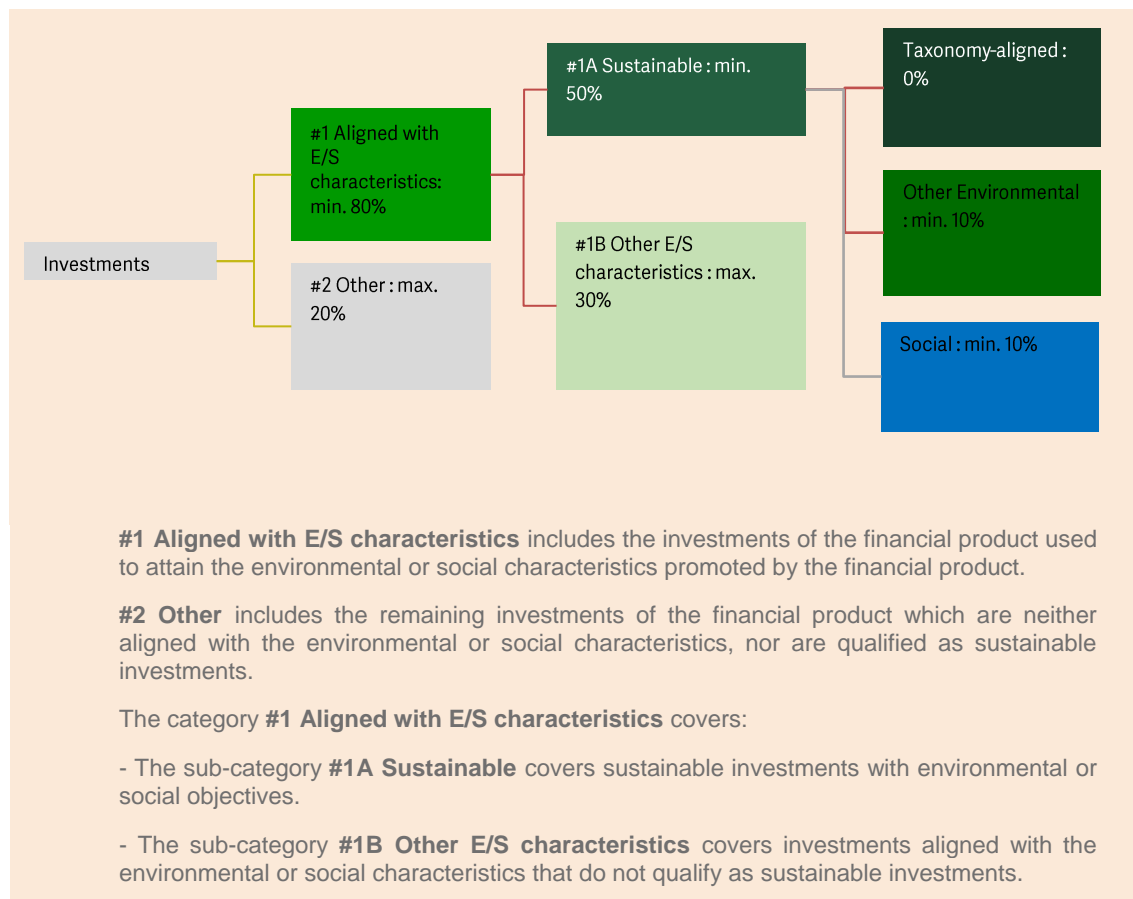 Investments
#1 Aligned with
E/S
characteristics:
min. 80%
#2 Other : max.
20%
#1A Sustainable : min.
50%
#1B Other E/S
characteristics : max.
30%
Taxonomy-aligned :
0%
Other Environmental
: min. 10%
Social : min. 10%
#1 Aligned with E/S characteristics includes the investments of the financial product used
to attain the environmental or social characteristics promoted by the financial product.
#2 Other includes the remaining investments of the financial product which are neither
aligned with the environmental or social characteristics, nor are qualified as sustainable
investments.
The category #1 Aligned with E/S characteristics covers:
- The sub-category #1A Sustainable covers sustainable investments with environmental or
social objectives.
- The sub-category #1B Other E/S characteristics covers investments aligned with the
environmental or social characteristics that do not qualify as sustainable investments.